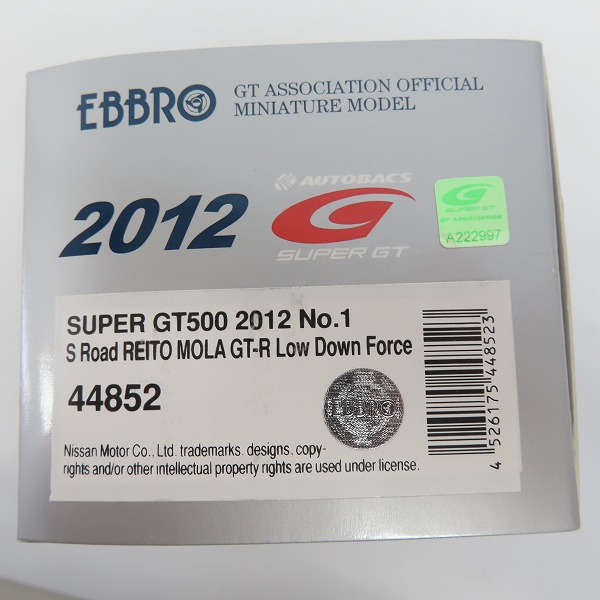 EBBRO
GT ASSOCIATION OFFICIAL
MINIATURE MODEL
2012
AUTOBACS
SUPER GT
SUPER GT
GT ASSOCIATION
A222997
SUPER GT500 2012 No.1
S Road REITO MOLA GT-R Low Down Force
44852
EBBRO
Nissan Motor Co., Ltd. trademarks, designs, copy-
rights and/or other intellectual property rights are used under license.
4 526175 448523